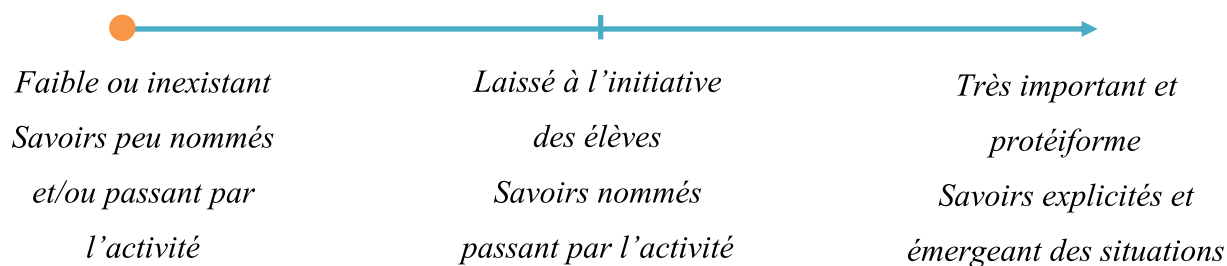 Faible ou inexistant
Savoirs peu nommés
et/ou passant par
l’activité
Laissé à l’initiative
des élèves
Savoirs nommés
passant par l’activité
Très important et
protéiforme
Savoirs explicités et
émergeant des situations